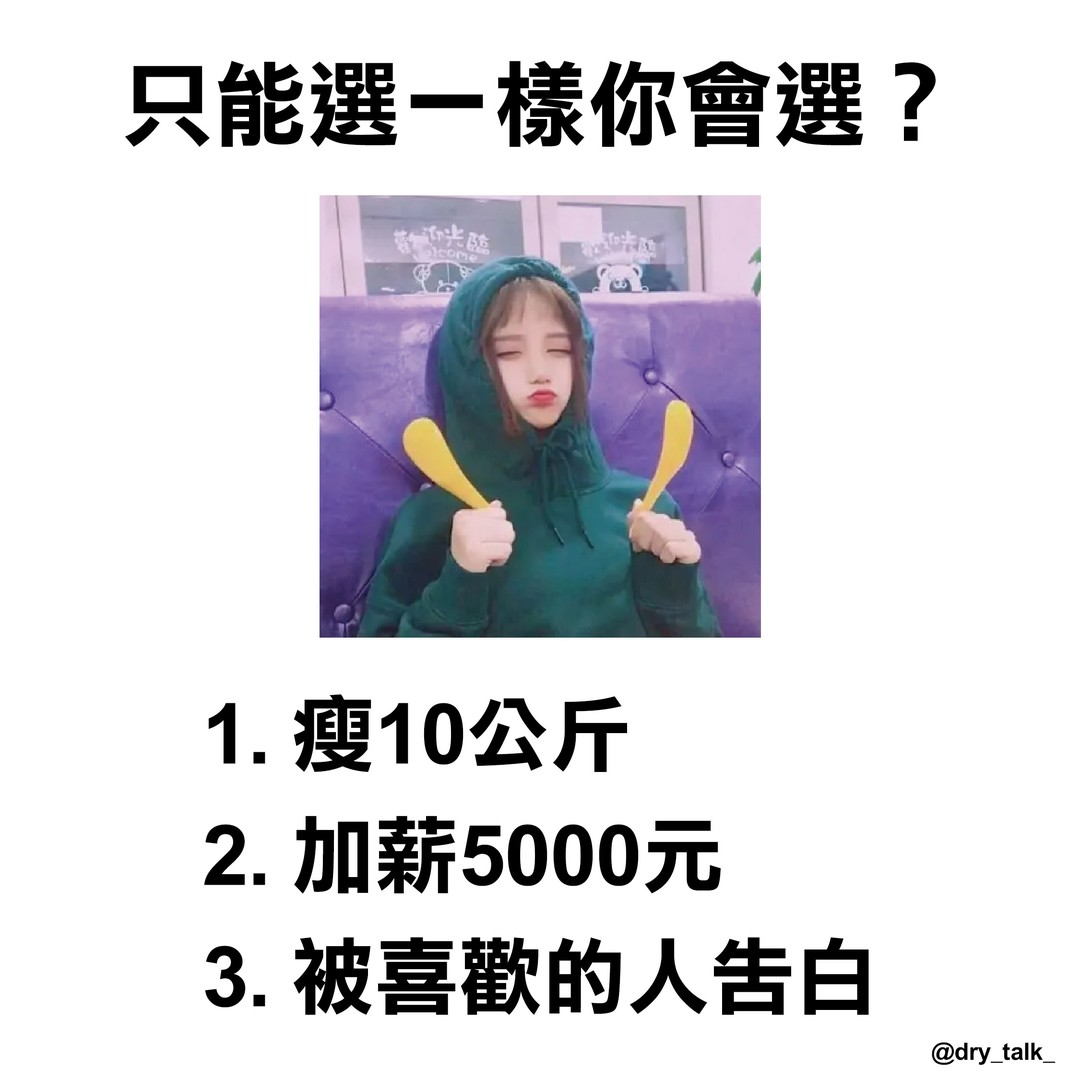 只能選一樣你會選？
歡迎光臨
welcome
歡迎光臨
1. 瘦10公斤
2. 加薪5000元
3. 被喜歡的人告白
@dry_talk_